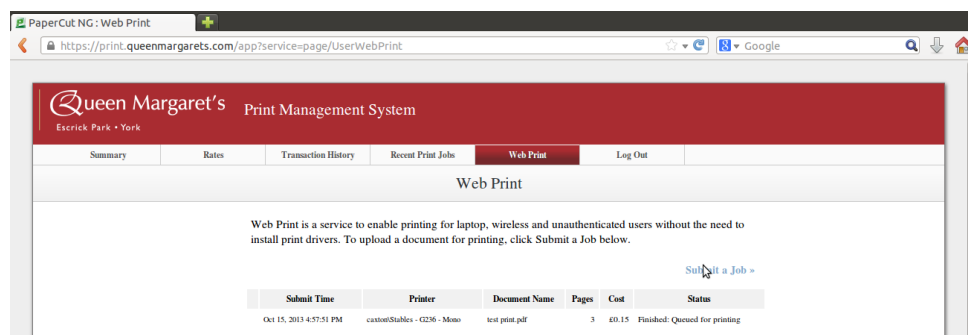 PaperCut NG : Web Print
https://print.queenmargarets.com/app?service=page/UserWebPrint
Google
Queen Margaret's Print Management System
Escrick Park • York
Summary Rates Transaction History Recent Print Jobs Web Print Log Out
Web Print
Web Print is a service to enable printing for laptop, wireless and unauthenticated users without the need to
install print drivers. To upload a document for printing, click Submit a Job below.
Submit a Job »
Submit Time Printer Document Name Pages Cost Status
Oct 15, 2013 4:57:51 PM caxton\Stables - G236 - Mono test print.pdf 3 £0.15 Finished: Queued for printing